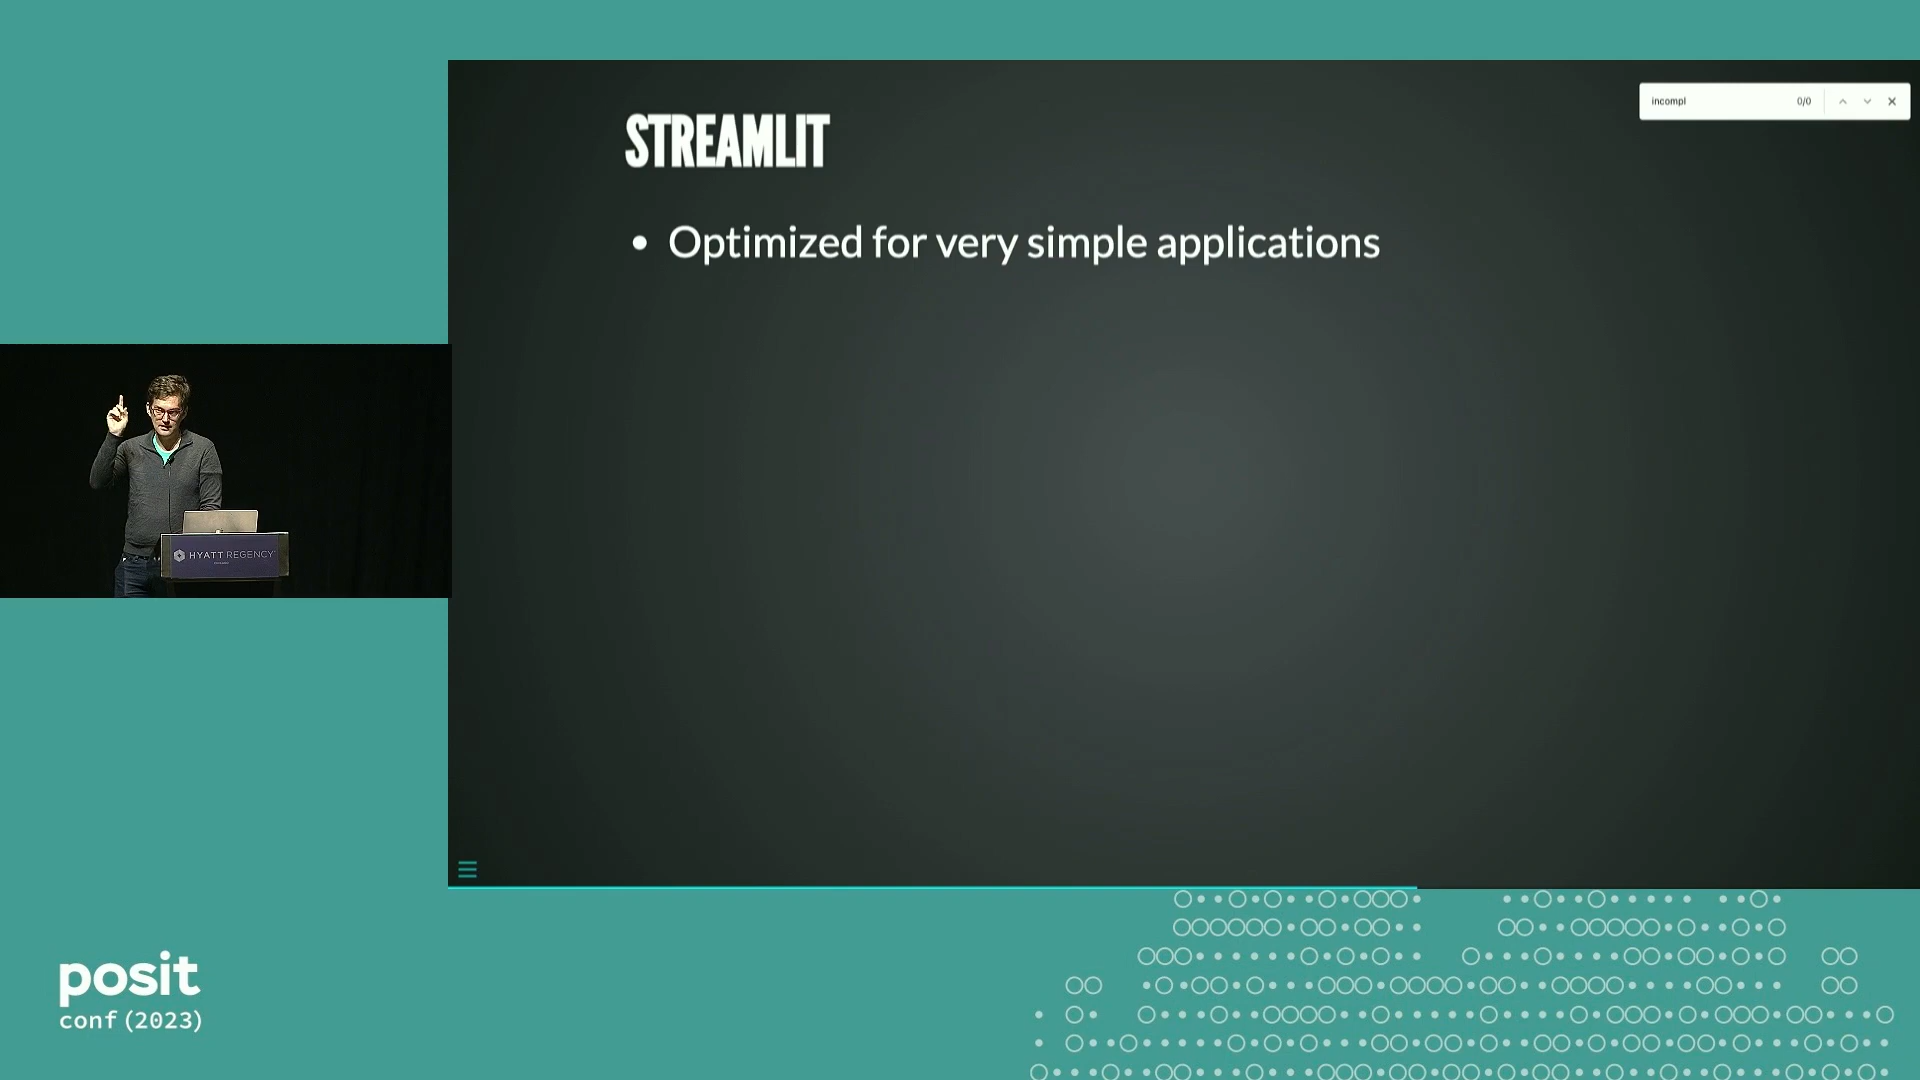 STREAMLIT
• Optimized for very simple applications
incompl 0/0
HYATT REGENCY
posit
conf(2023)